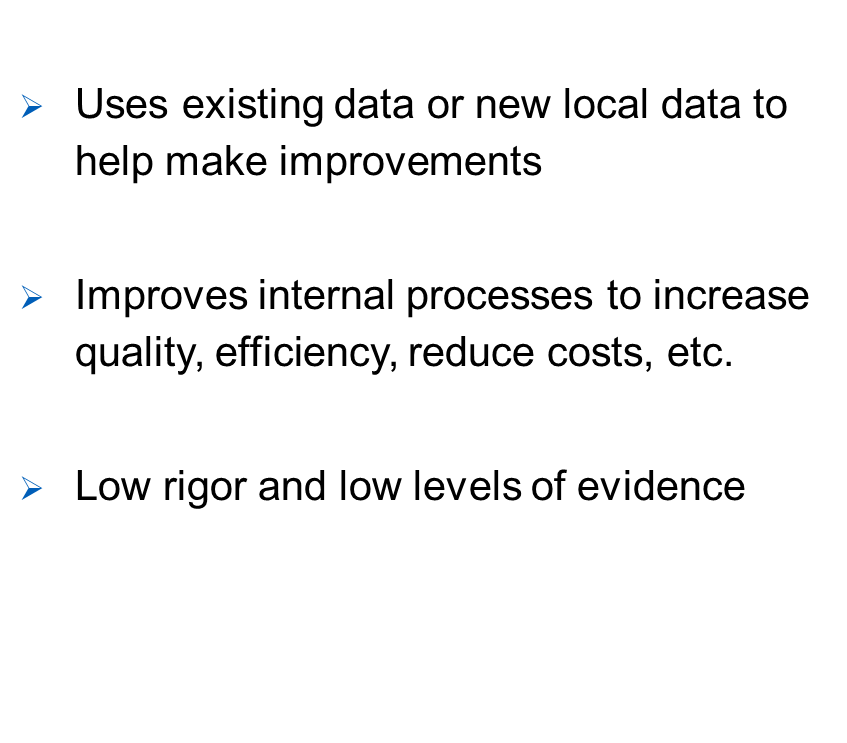 Uses existing data or new local data to
help make improvements
Improves internal processes to increase
quality, efficiency, reduce costs, etc.
Low rigor and low levels of evidence